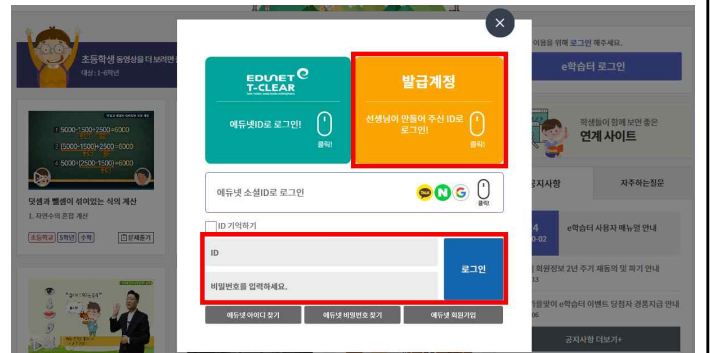 초등학생 동영상을 더 보려면
대상 : 1~6학년
5000-1500+2500=6000
(5000-1500)+2500=6000
5000-(2500-1500)=6000
덧셈과 뺄셈이 섞여있는 식의 계산
1. 자연수의 혼합 계산
초등학교 5학년 수학 문제풀기
×
EDUNET
T-CLEAR
에듀넷ID로 로그인!
클릭!
발급계정
선생님이 만들어 주신 ID로
로그인!
클릭!
에듀넷 소셜ID로 로그인
TALK N G
클릭!
ID 기억하기
ID
비밀번호를 입력하세요.
로그인
에듀넷 아이디 찾기
에듀넷 비밀번호 찾기
에듀넷 회원가입
이용을 위해 로그인 해주세요.
e학습터 로그인
학생들이 함께 보면 좋은
연계 사이트
공지사항
자주하는질문
4
0-02
e학습터 사용자 매뉴얼 안내
회원정보 2년 주기 재동의 및 파기 안내
13
가을맞이 e학습터 이벤트 당첨자 경품지급 안내
06
공지사항 더보기+